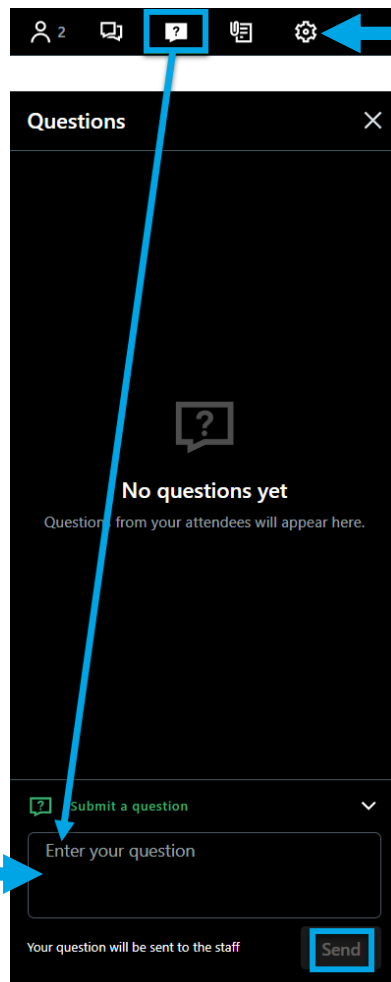 2
Questions
No questions yet
Questions from your attendees will appear here.
Submit a question
Enter your question
Your question will be sent to the staff
Send